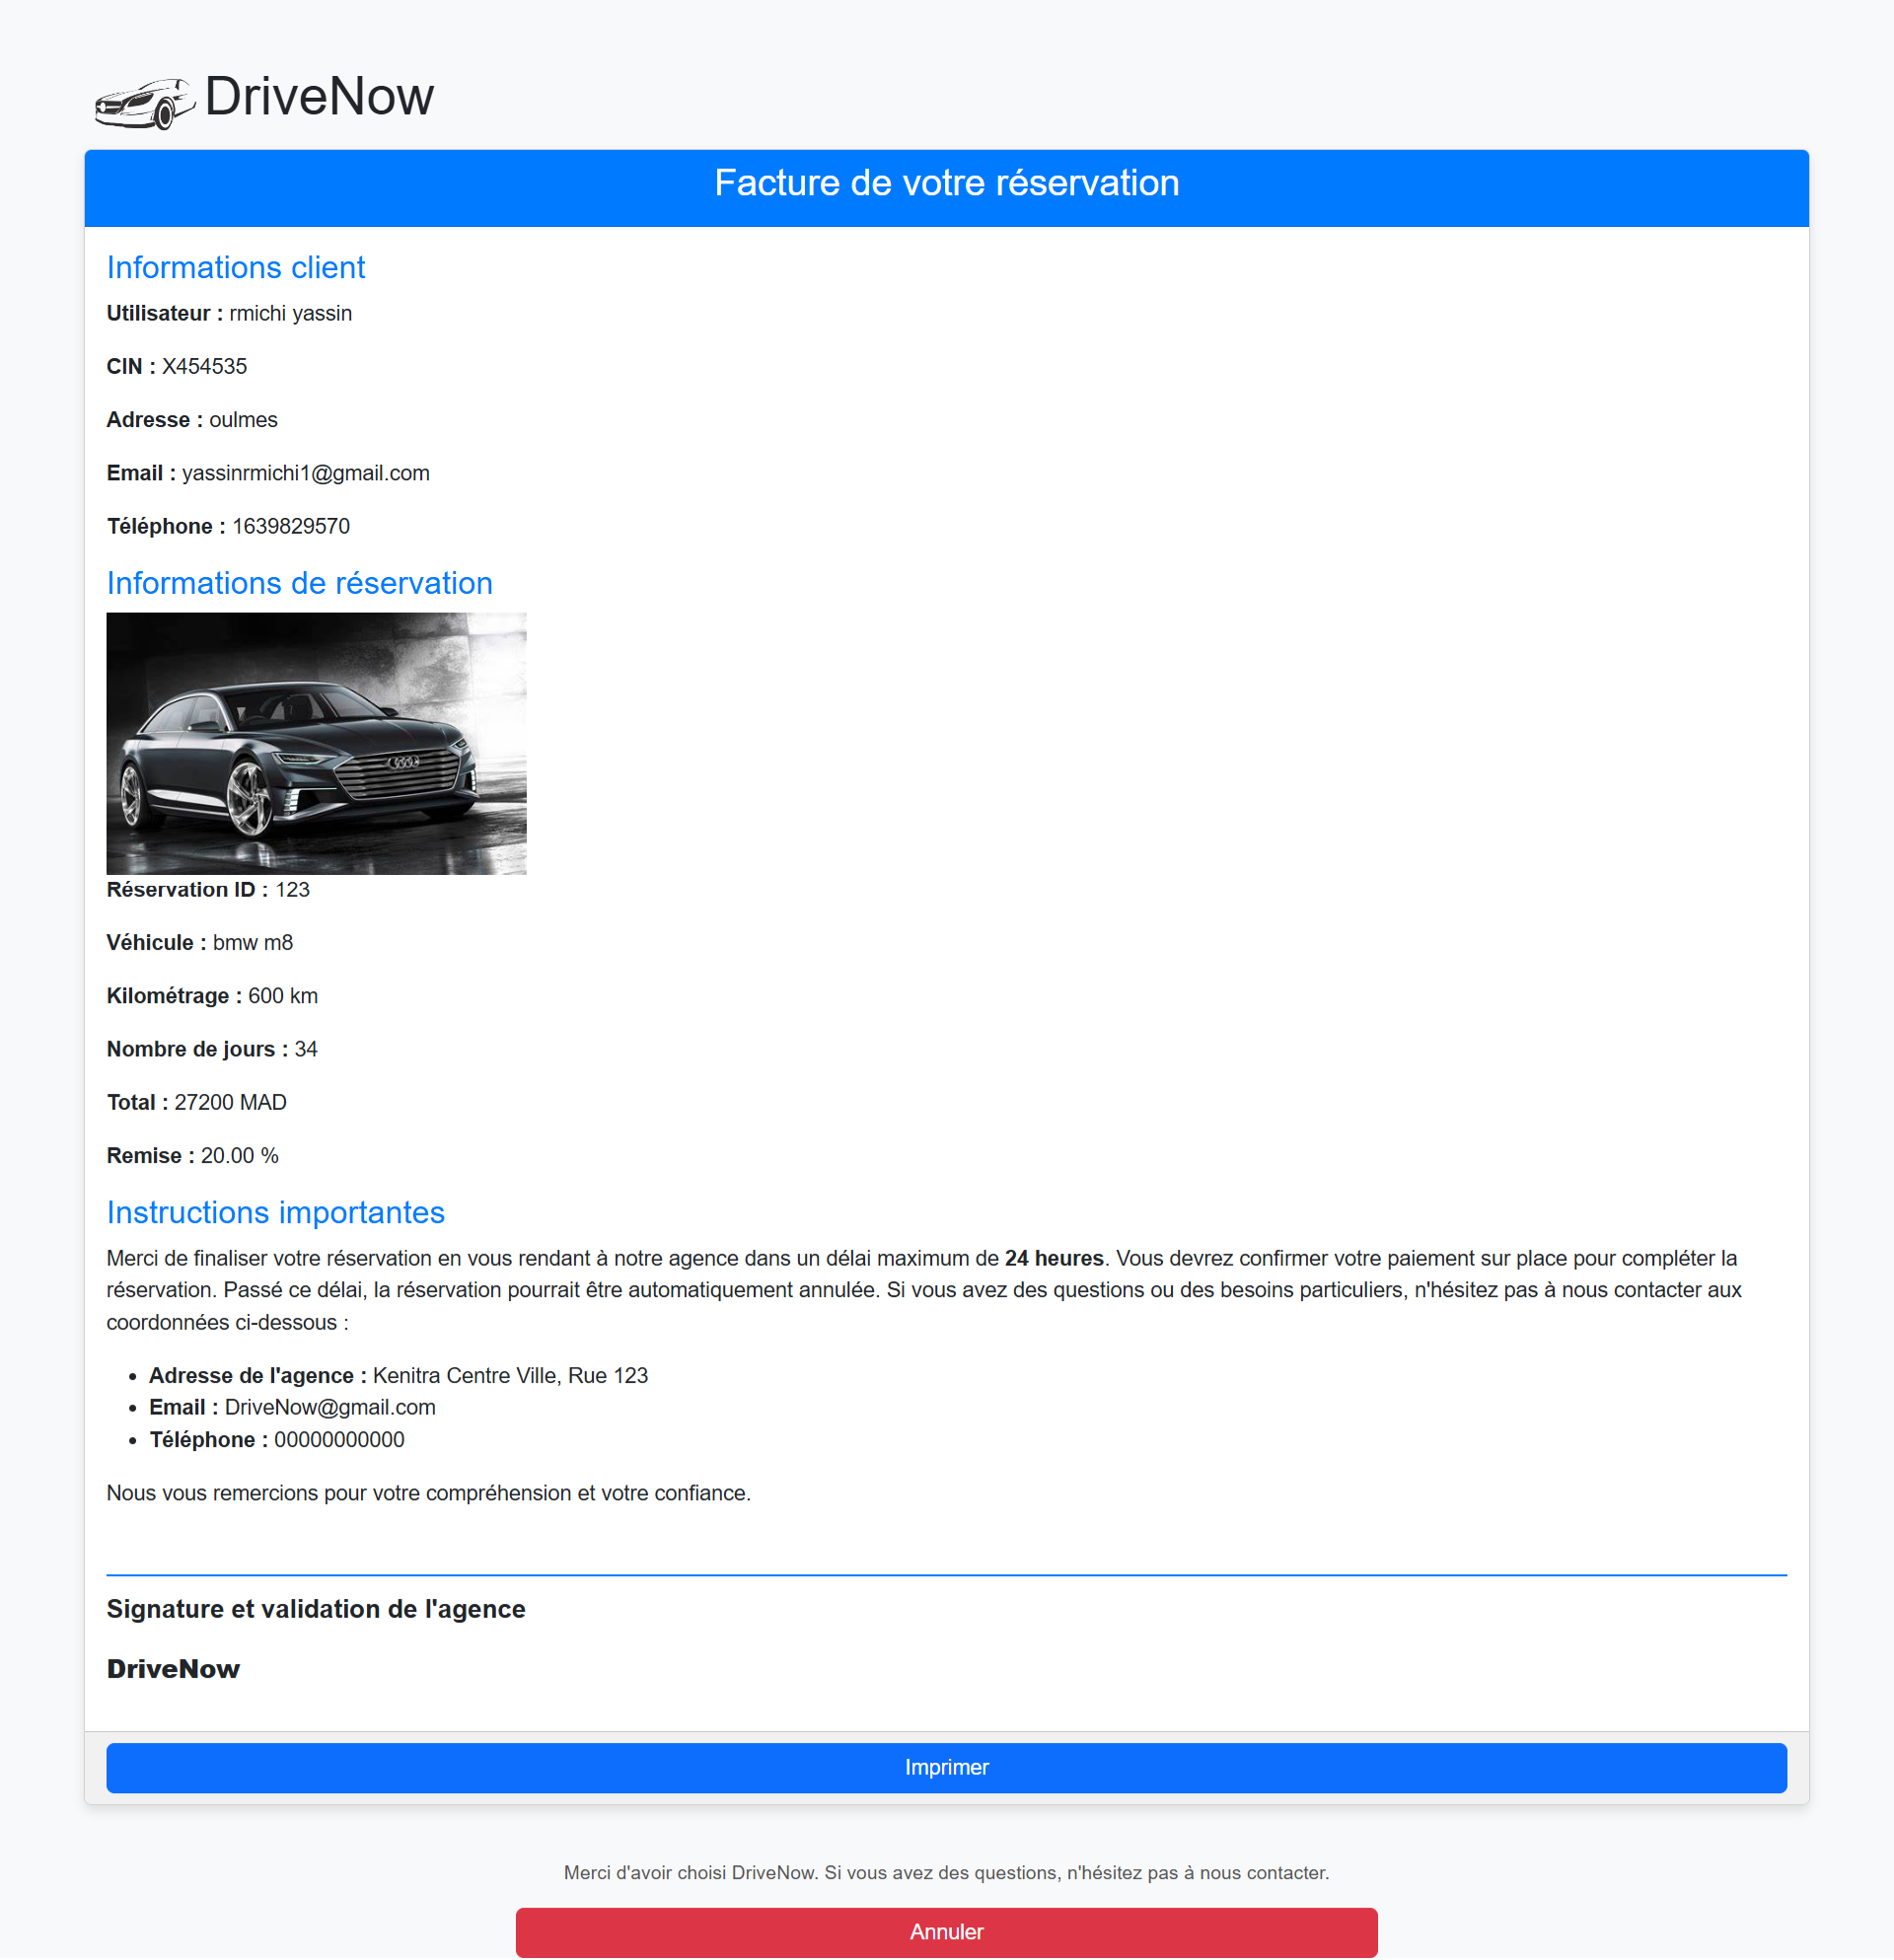 DriveNow
Facture de votre réservation
Informations client
Utilisateur : rmichi yassin
CIN : X454535
Adresse : oulmes
Email : yassinrmichi1@gmail.com
Téléphone : 1639829570
Informations de réservation
Réservation ID : 123
Véhicule : bmw m8
Kilométrage : 600 km
Nombre de jours : 34
Total : 27200 MAD
Remise : 20.00 %
Instructions importantes
Merci de finaliser votre réservation en vous rendant à notre agence dans un délai maximum de 24 heures. Vous devrez confirmer votre paiement sur place pour compléter la
réservation. Passé ce délai, la réservation pourrait être automatiquement annulée. Si vous avez des questions ou des besoins particuliers, n'hésitez pas à nous contacter aux
coordonnées ci-dessous :
• Adresse de l'agence : Kenitra Centre Ville, Rue 123
• Email : DriveNow@gmail.com
• Téléphone : 00000000000
Nous vous remercions pour votre compréhension et votre confiance.
Signature et validation de l'agence
DriveNow
Imprimer
Merci d'avoir choisi DriveNow. Si vous avez des questions, n'hésitez pas à nous contacter.
Annuler